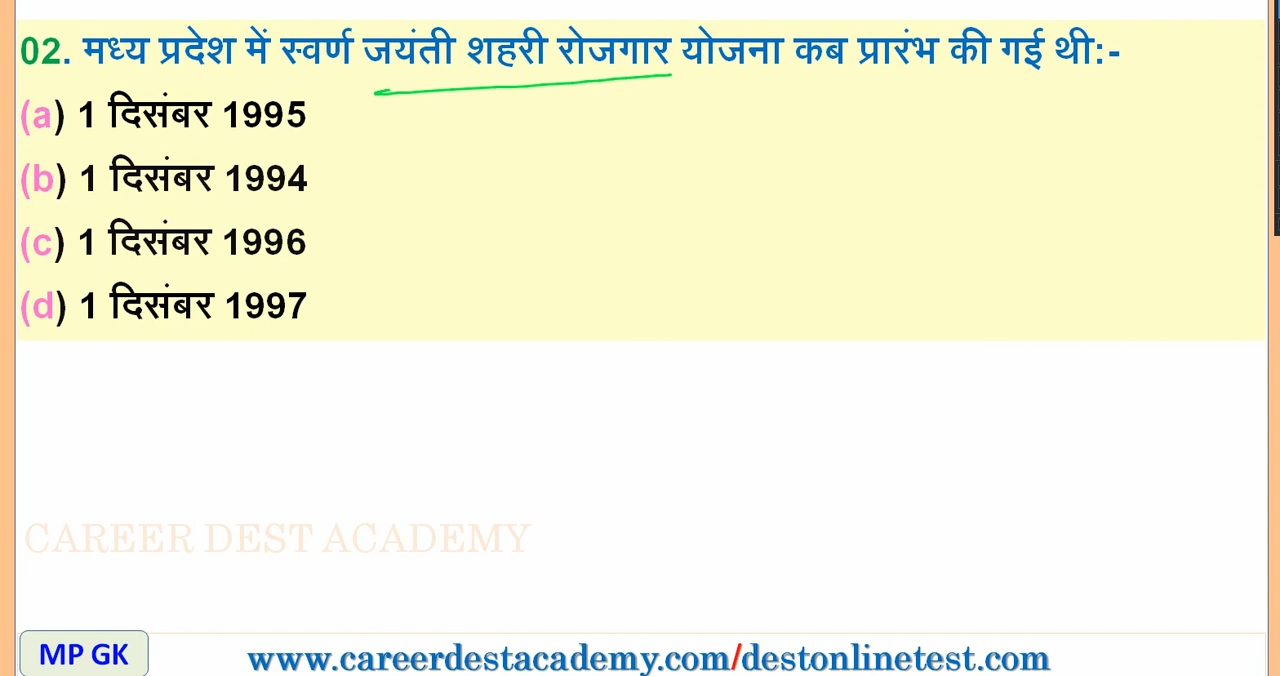 02. मध्य प्रदेश में स्वर्ण जयंती शहरी रोजगार योजना कब प्रारंभ की गई थी:-
(a) 1 दिसंबर 1995
(b) 1 दिसंबर 1994
(c) 1 दिसंबर 1996
(d) 1 दिसंबर 1997
CAREER DEST ACADEMY
MP GK
www.careerdestacademy.com/destonlinetest.com